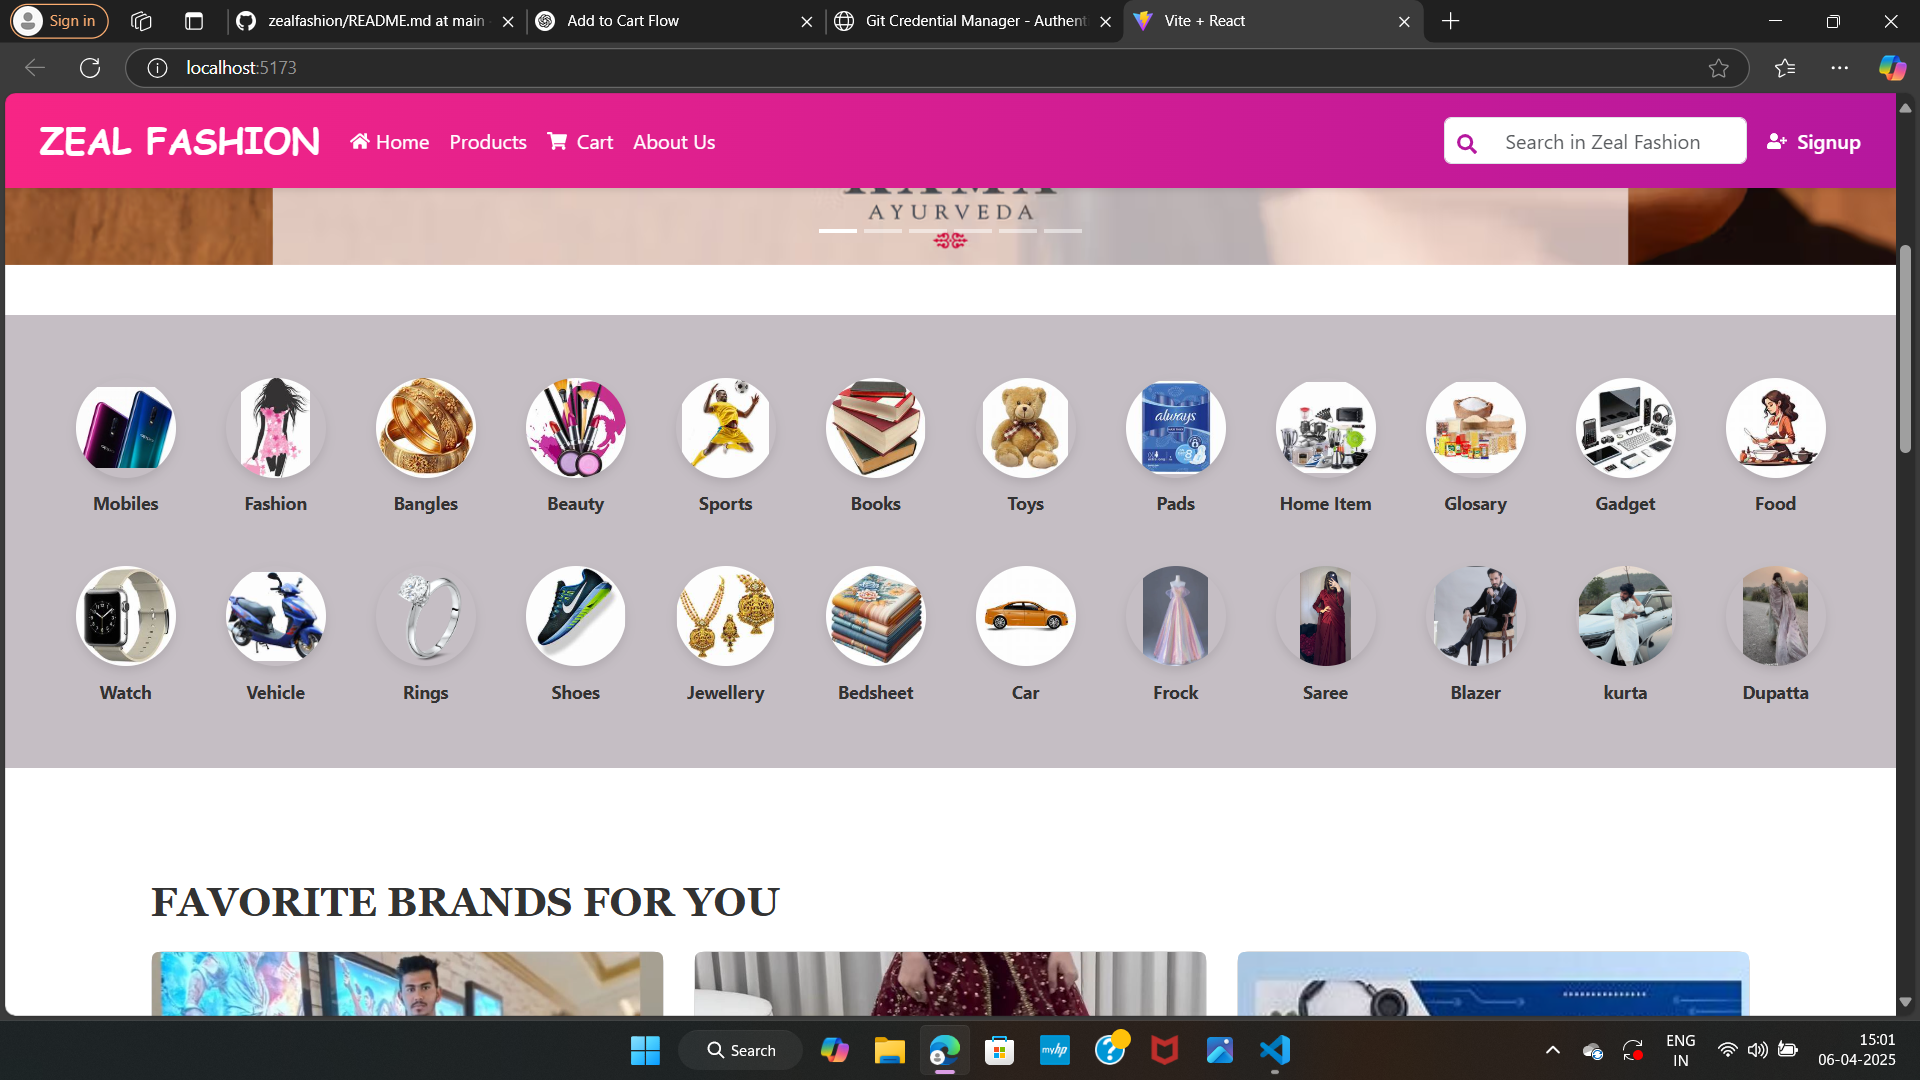 Sign in
zealfashion/README.md at main
Add to Cart Flow
Git Credential Manager - Authent
Vite + React
localhost:5173
ZEAL FASHION
Home
Products
Cart
About Us
Search in Zeal Fashion
Signup
AYURVEDA
always
Mobiles
Fashion
Bangles
Beauty
Sports
Books
Toys
Pads
Home Item
Glosary
Gadget
Food
Watch
Vehicle
Rings
Shoes
Jewellery
Bedsheet
Car
Frock
Saree
Blazer
kurta
Dupatta
FAVORITE BRANDS FOR YOU
Search
myhp
ENG
IN
15:01
06-04-2025